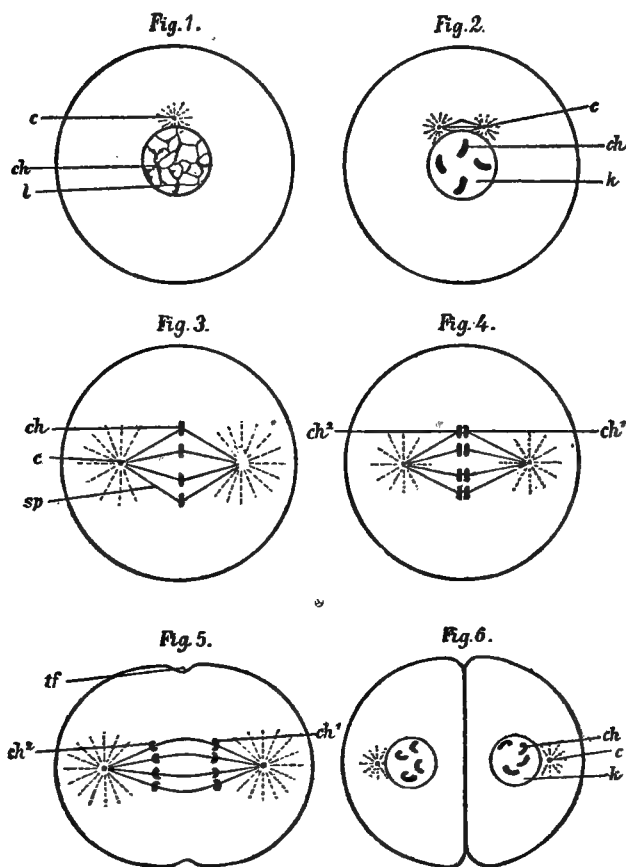 Fig. 1.
c
ch
l
Fig. 2.
c
ch
k
Fig. 3.
ch
c
sp
Fig. 4.
ch²
ch¹
Fig. 5.
tf
ch²
ch¹
Fig. 6.
ch
c
k